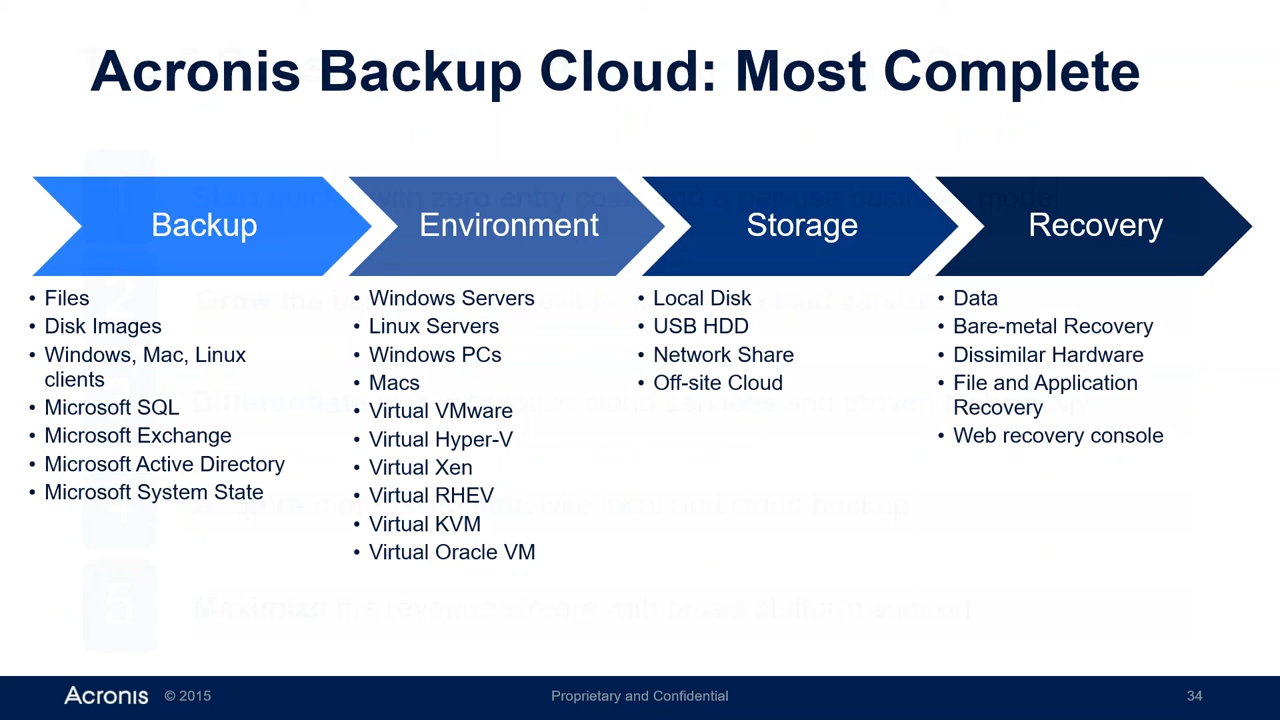 Acronis Backup Cloud: Most Complete
Backup
Environment
Storage
Recovery
• Files
• Disk Images
• Windows, Mac, Linux
clients
• Microsoft SQL
• Microsoft Exchange
• Microsoft Active Directory
• Microsoft System State
• Windows Servers
• Linux Servers
• Windows PCs
• Macs
• Virtual VMware
• Virtual Hyper-V
• Virtual Xen
• Virtual RHEV
• Virtual KVM
• Virtual Oracle VM
• Local Disk
• USB HDD
• Network Share
• Off-site Cloud
• Data
• Bare-metal Recovery
• Dissimilar Hardware
• File and Application
Recovery
• Web recovery console
Acronis © 2015
Proprietary and Confidential
34